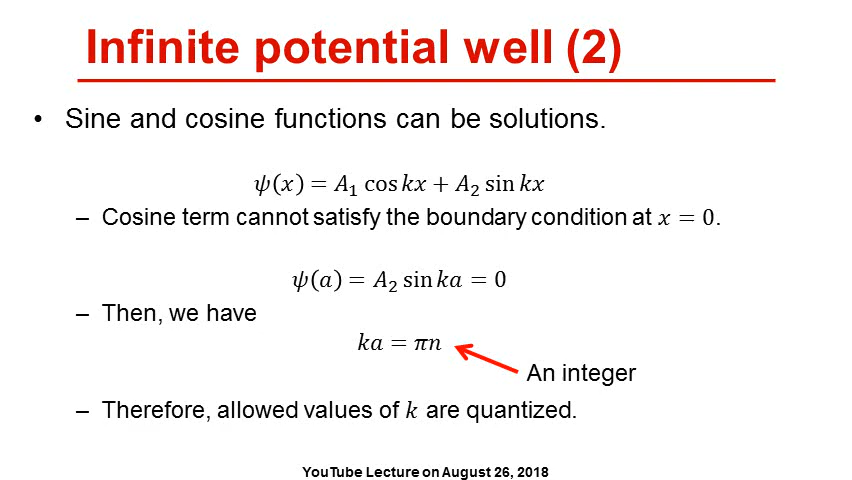 Infinite potential well (2)
• Sine and cosine functions can be solutions.
𝜓(𝑥) = 𝐴₁ cos 𝑘𝑥 + 𝐴₂ sin 𝑘𝑥
– Cosine term cannot satisfy the boundary condition at 𝑥 = 0.
𝜓(𝑎) = 𝐴₂ sin 𝑘𝑎 = 0
– Then, we have
𝑘𝑎 = 𝜋𝑛
An integer
– Therefore, allowed values of 𝑘 are quantized.
YouTube Lecture on August 26, 2018